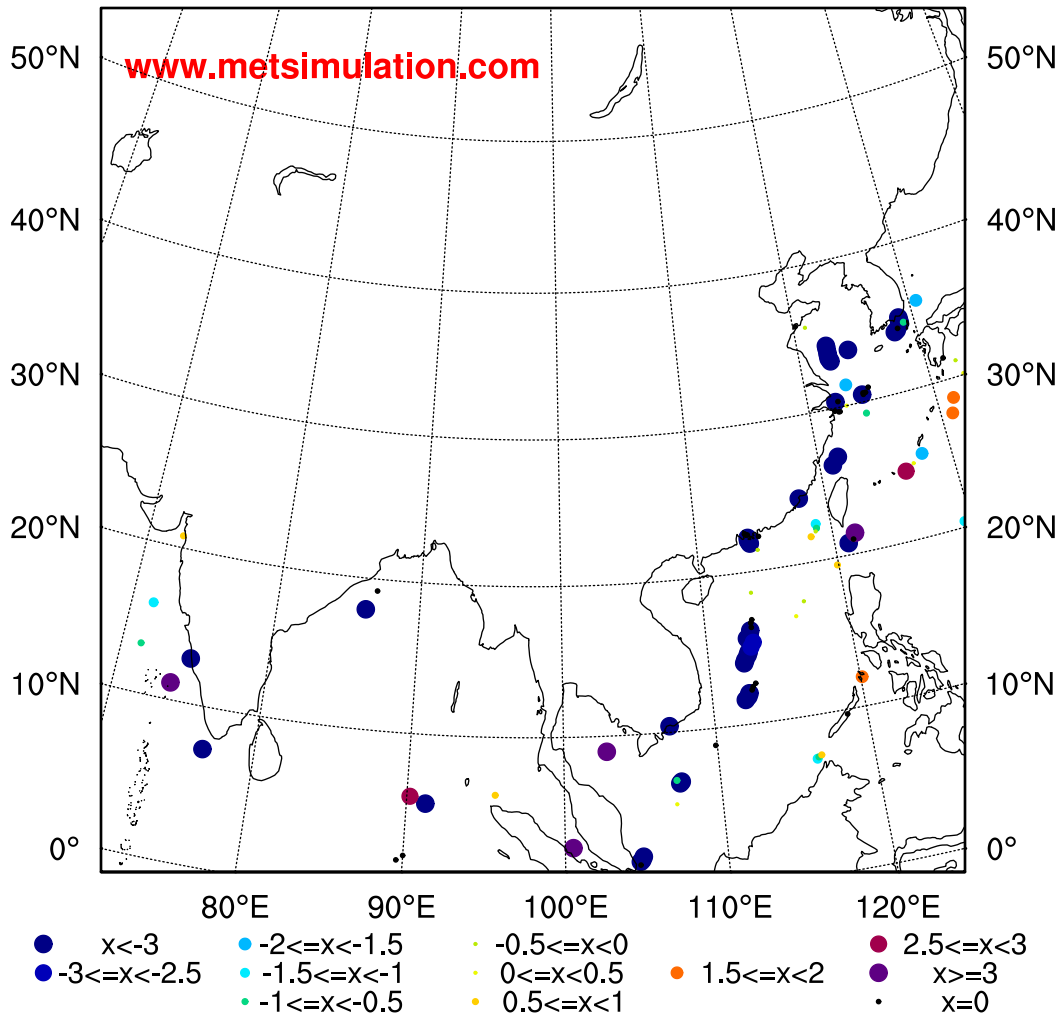 www.metsimulation.com
50°N 50°N
40°N 40°N
30°N 30°N
20°N 20°N
10°N 10°N
0° 0°
80°E 90°E 100°E 110°E 120°E
x<-3 -2<=x<-1.5 -0.5<=x<0 2.5<=x<3
-3<=x<-2.5 -1.5<=x<-1 0<=x<0.5 1.5<=x<2 x>=3
-1<=x<-0.5 0.5<=x<1 x=0